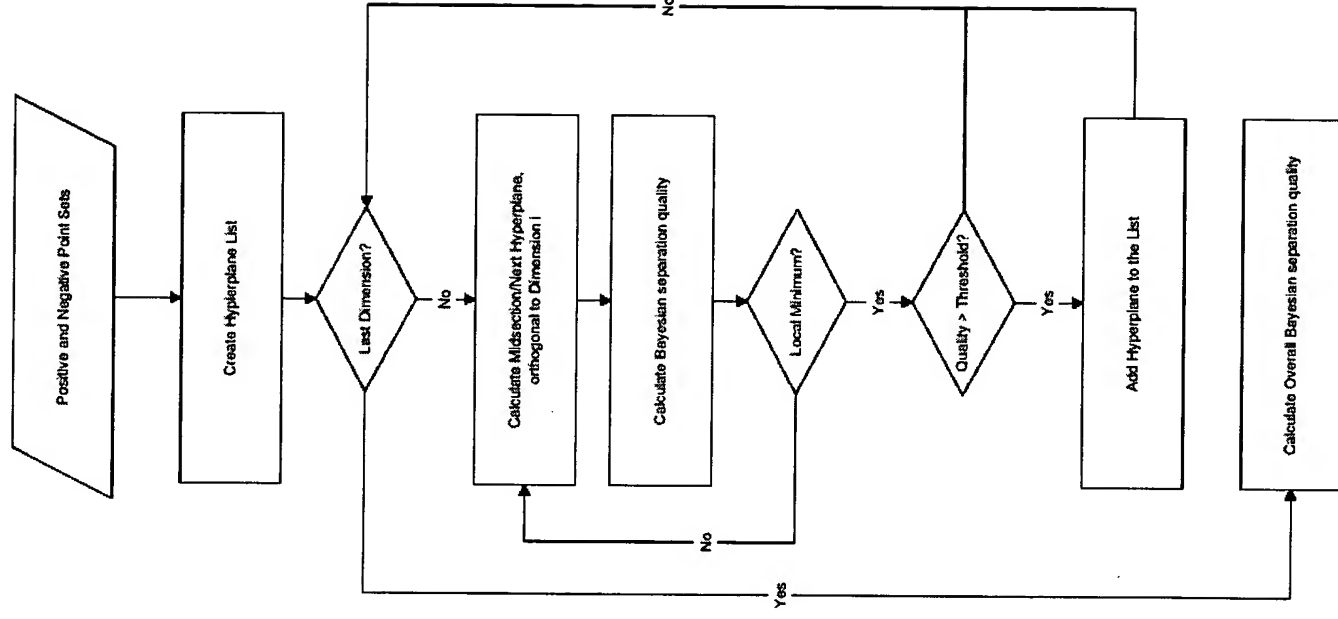 Positive and Negative Point Sets
Create Hyplerplane List
Last Dimension?
No
Calculate Midsection/Next Hyperplane,
orthogonal to Dimension i
Calculate Bayesian separation quality
Local Minimum?
No
Yes
Quality > Threshold?
No
Yes
Add Hyperplane to the List
Yes
Calculate Overall Bayesian separation quality